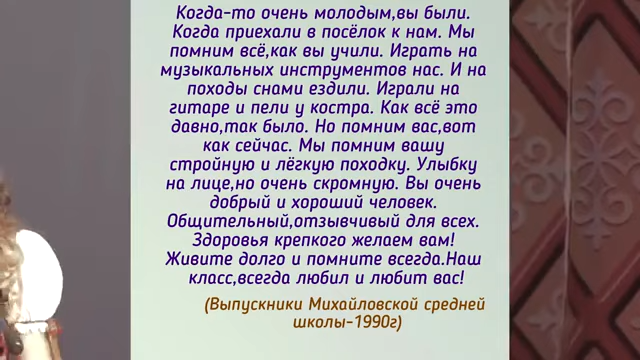 Когда-то очень молодым,вы были.
Когда приехали в посёлок к нам. Мы
помним всё,как вы учили. Играть на
музыкальных инструментов нас. И на
походы снами ездили. Играли на
гитаре и пели у костра. Как всё это
давно,так было. Но помним вас,вот
как сейчас. Мы помним вашу
стройную и лёгкую походку. Улыбку
на лице,но очень скромную. Вы очень
добрый и хороший человек.
Общительный,отзывчивый для всех.
Здоровья крепкого желаем вам!
Живите долго и помните всегда.Наш
класс,всегда любил и любит вас!
(Выпускники Михайловской средней
школы-1990г)